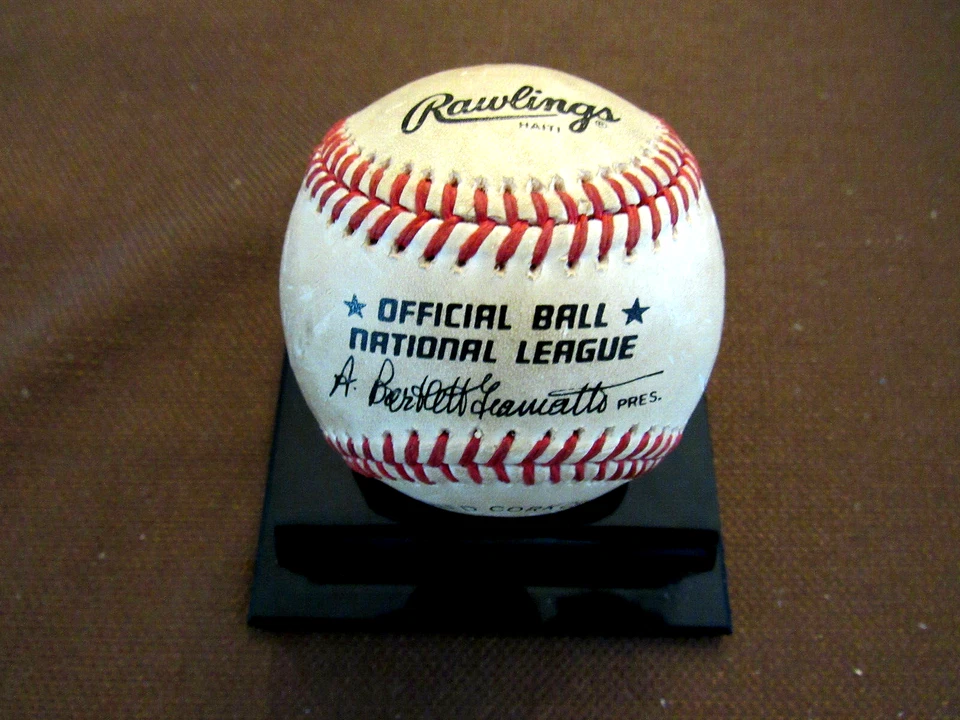 Rawlings®
HAITI
★ OFFICIAL BALL ★
NATIONAL LEAGUE
A. Bartlett Giamatti PRES.